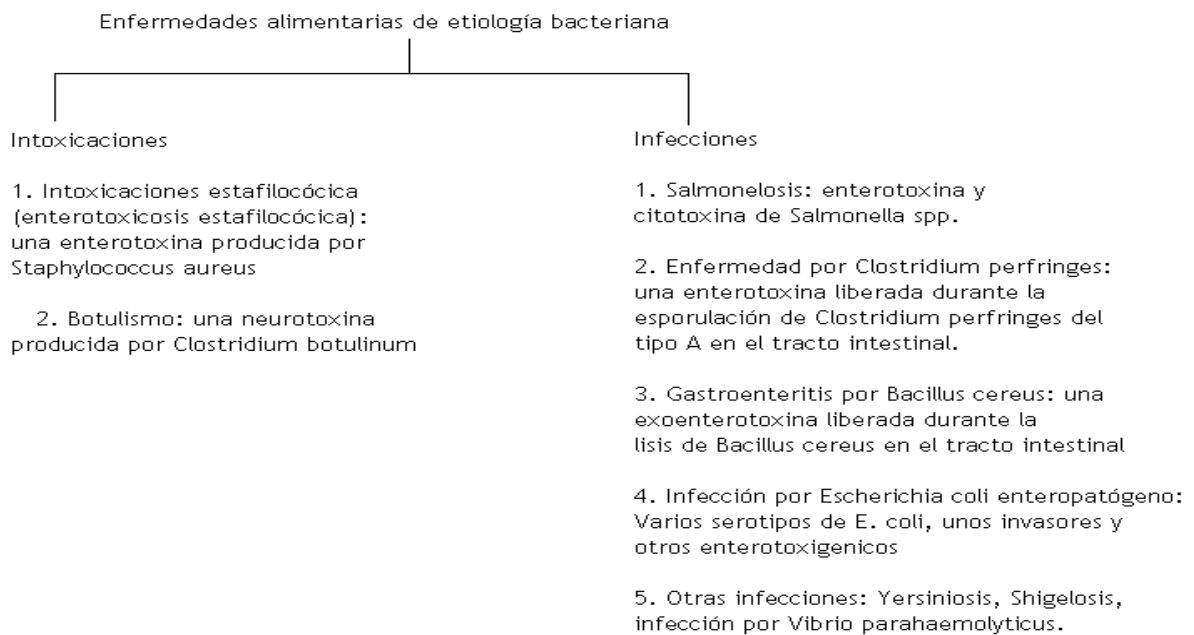 Enfermedades alimentarias de etiología bacteriana
Intoxicaciones
1. Intoxicaciones estafilocócica
(enterotoxicosis estafilocócica):
una enterotoxina producida por
Staphylococcus aureus
2. Botulismo: una neurotoxina
producida por Clostridium botulinum
Infecciones
1. Salmonelosis: enterotoxina y
citotoxina de Salmonella spp.
2. Enfermedad por Clostridium perfringes:
una enterotoxina liberada durante la
esporulación de Clostridium perfringes del
tipo A en el tracto intestinal.
3. Gastroenteritis por Bacillus cereus: una
exoenterotoxina liberada durante la
lisis de Bacillus cereus en el tracto intestinal
4. Infección por Escherichia coli enteropatógeno:
Varios serotipos de E. coli, unos invasores y
otros enterotoxigenicos
5. Otras infecciones: Yersiniosis, Shigelosis,
infección por Vibrio parahaemolyticus.